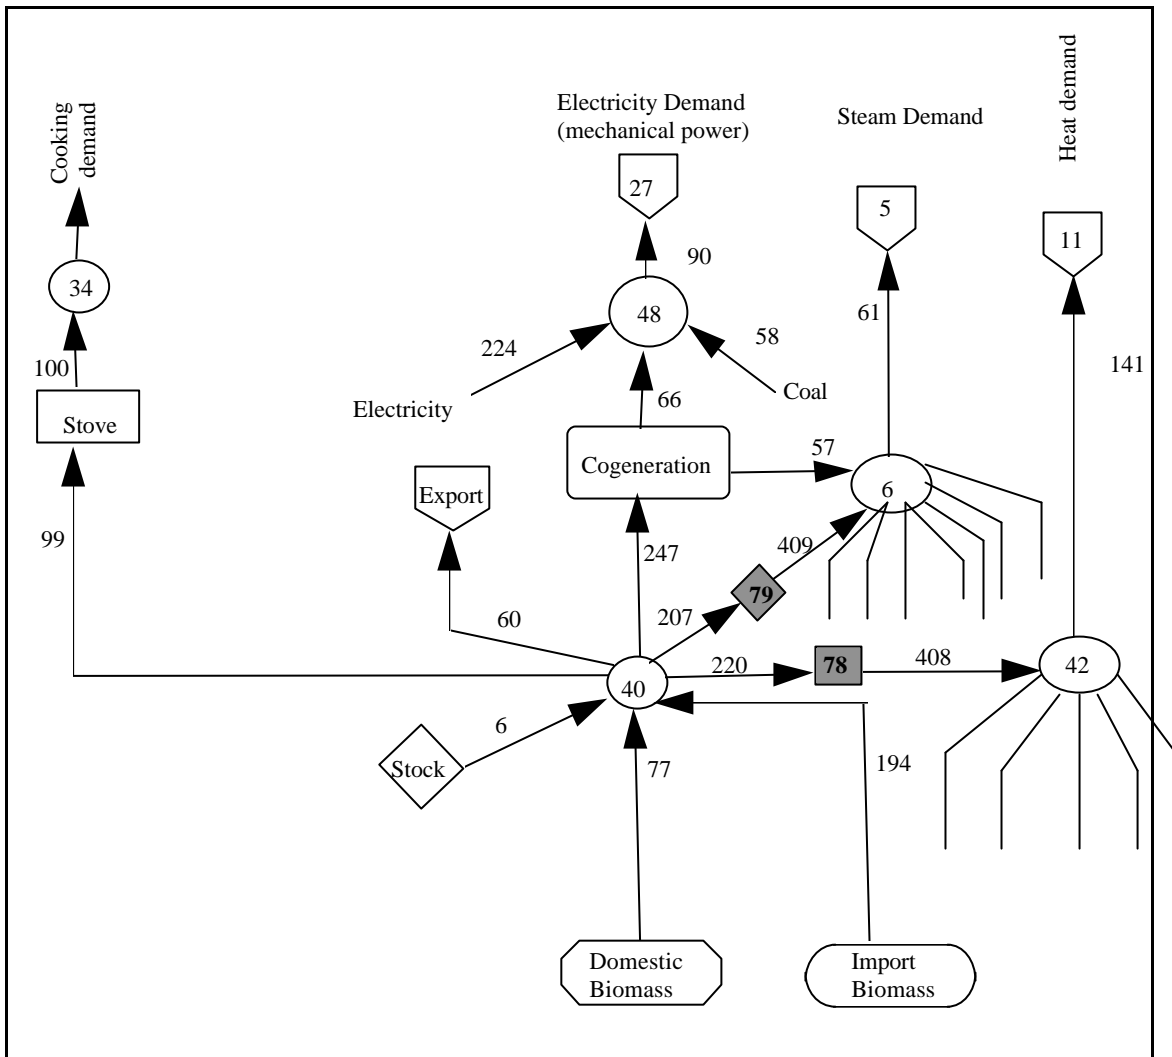 Cooking
demand
Electricity Demand
(mechanical power)
Steam Demand
Heat demand
27
5
11
90
34
48
61
224
58
141
100
Electricity
66
Coal
Stove
Cogeneration
57
6
Export
99
247
409
79
60
207
220
78
408
42
40
6
Stock
77
194
Domestic
Biomass
Import
Biomass